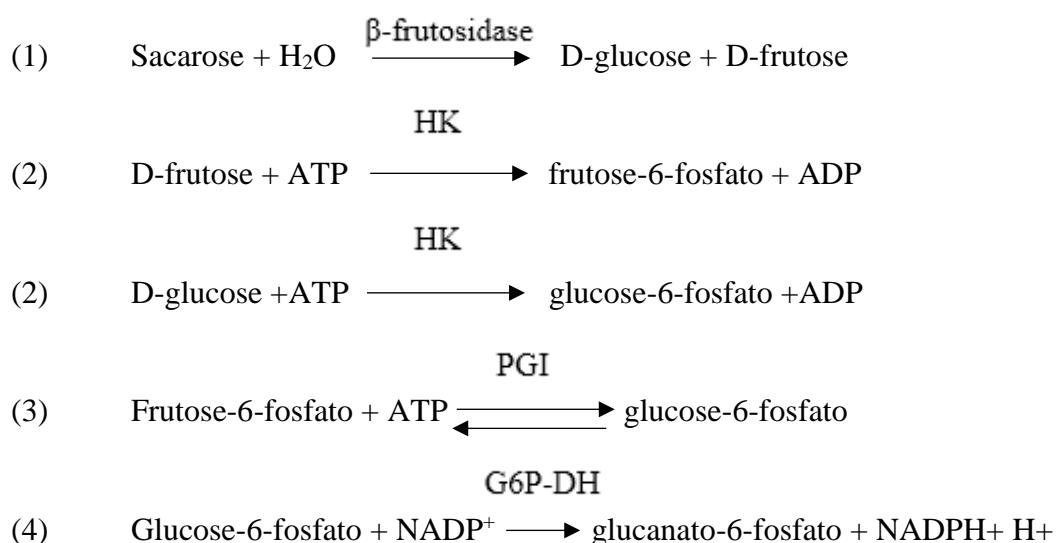 β-frutosidase
(1) Sacarose + H₂O D-glucose + D-frutose
HK
(2) D-frutose + ATP frutose-6-fosfato + ADP
HK
(2) D-glucose +ATP glucose-6-fosfato +ADP
PGI
(3) Frutose-6-fosfato + ATP glucose-6-fosfato
G6P-DH
(4) Glucose-6-fosfato + NADP⁺ glucanato-6-fosfato + NADPH+ H+